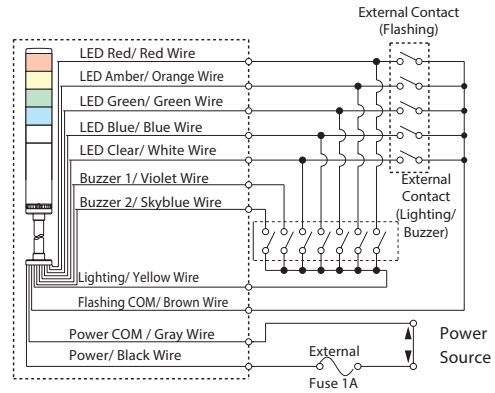 External Contact
(Flashing)
LED Red/ Red Wire
LED Amber/ Orange Wire
LED Green/ Green Wire
LED Blue/ Blue Wire
LED Clear/ White Wire
Buzzer 1/ Violet Wire
Buzzer 2/ Skyblue Wire
External
Contact
(Lighting/
Buzzer)
Lighting/ Yellow Wire
Flashing COM/ Brown Wire
Power COM / Gray Wire
Power/ Black Wire
External
Fuse 1A
Power
Source